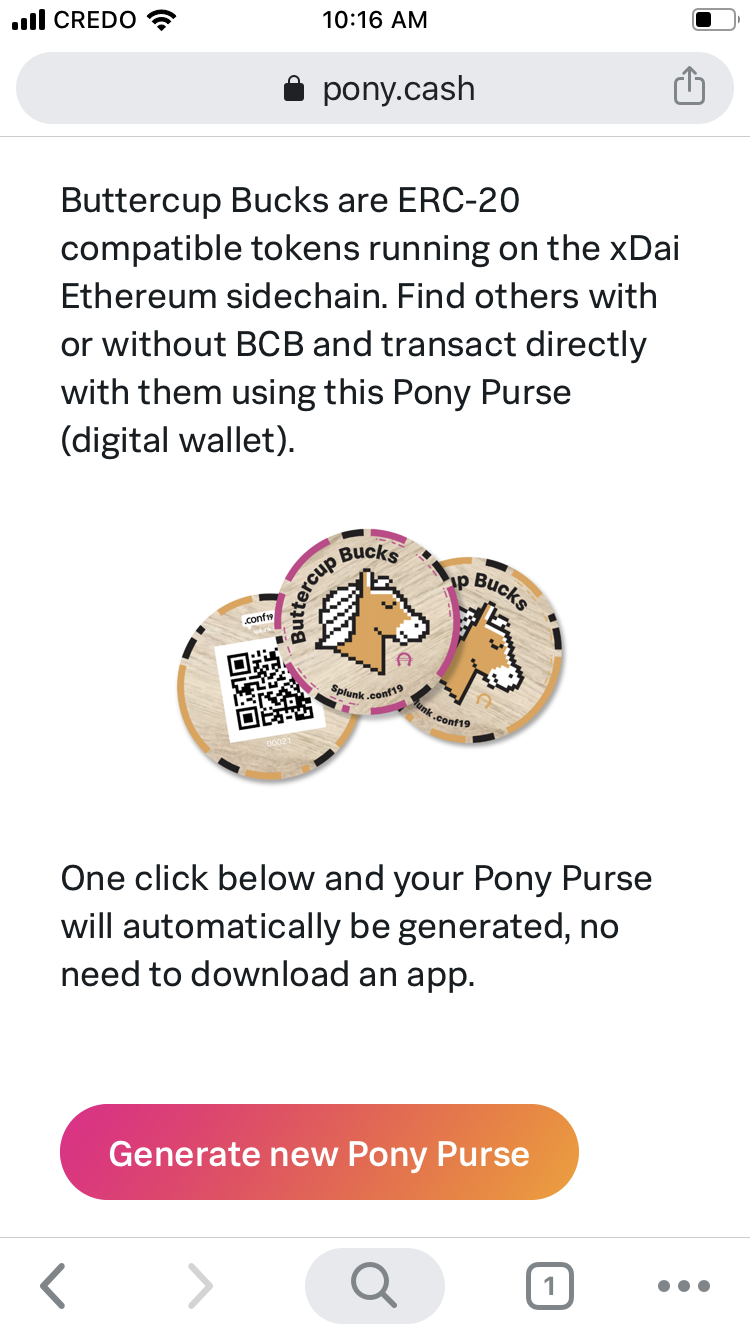 CREDO
10:16 AM
pony.cash
Buttercup Bucks are ERC-20
compatible tokens running on the xDai
Ethereum sidechain. Find others with
or without BCB and transact directly
with them using this Pony Purse
(digital wallet).
.conf19
00021
Buttercup Bucks
Splunk .conf19
up Bucks
unk .conf19
One click below and your Pony Purse
will automatically be generated, no
need to download an app.
Generate new Pony Purse
1